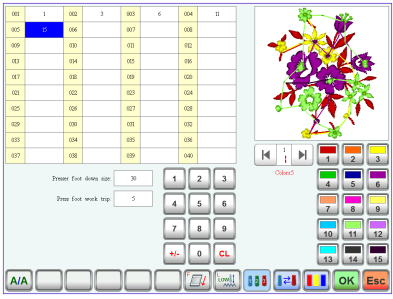 001 1 002 3 003 6 004 11
005 15 006 007 008
009 010 011 012
013 014 015 016
017 018 019 020
021 022 023 024
025 026 027 028
029 030 031 032
033 034 035 036
037 038 039 040
Presser foot down size: 30
Press foot work trip: 5
1 2 3
4 5 6
7 8 9
+/- 0 CL
1
1
Colors:5
1 2 3
4 5 6
7 8 9
10 11 12
13 14 15
A/A LOW OK Esc